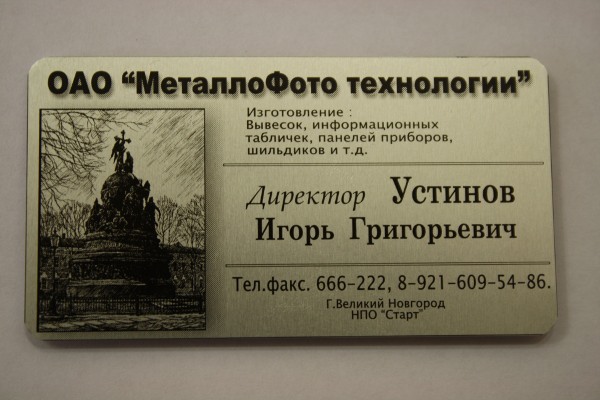 ОАО “МеталлоФото технологии”
Изготовление :
Вывесок, информационных
табличек, панелей приборов,
шильдиков и т.д.
Директор Устинов
Игорь Григорьевич
Тел.факс. 666-222, 8-921-609-54-86.
Г.Великий Новгород
НПО "Старт"